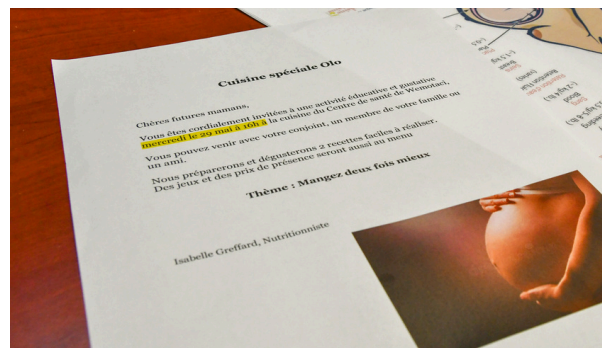 Cuisine spéciale Olo
Chères futures mamans,
Vous êtes cordialement invitées à une activité éducative et gustative
mercredi le 29 mai à 16h à la cuisine du Centre de santé de Wemotaci,
Vous pouvez venir avec votre conjoint, un membre de votre famille ou
un ami.
Nous préparerons et dégusterons 2 recettes faciles à réaliser.
Des jeux et des prix de présence seront aussi au menu
Thème : Mangez deux fois mieux
Isabelle Greffard, Nutritionniste